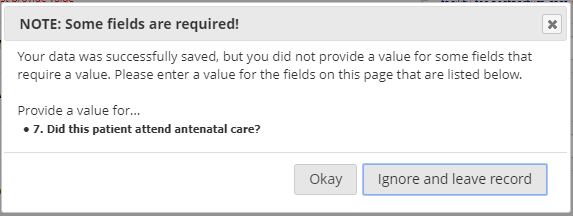 NOTE: Some fields are required!
Your data was successfully saved, but you did not provide a value for some fields that
require a value. Please enter a value for the fields on this page that are listed below.
Provide a value for...
• 7. Did this patient attend antenatal care?
Okay
Ignore and leave record